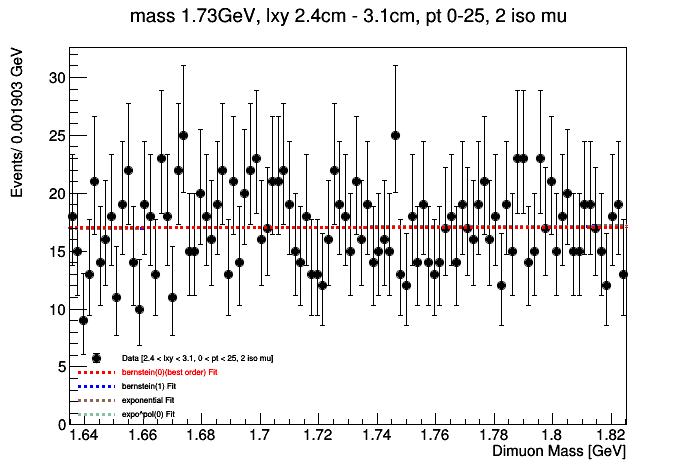 mass 1.73GeV, lxy 2.4cm - 3.1cm, pt 0-25, 2 iso mu
Events/ 0.001903 GeV
30
25
20
15
10
5
0
Data [2.4 < lxy < 3.1, 0 < pt < 25, 2 iso mu]
bernstein(0)(best order) Fit
bernstein(1) Fit
exponential Fit
expo*pol(0) Fit
1.64 1.66 1.68 1.7 1.72 1.74 1.76 1.78 1.8 1.82
Dimuon Mass [GeV]